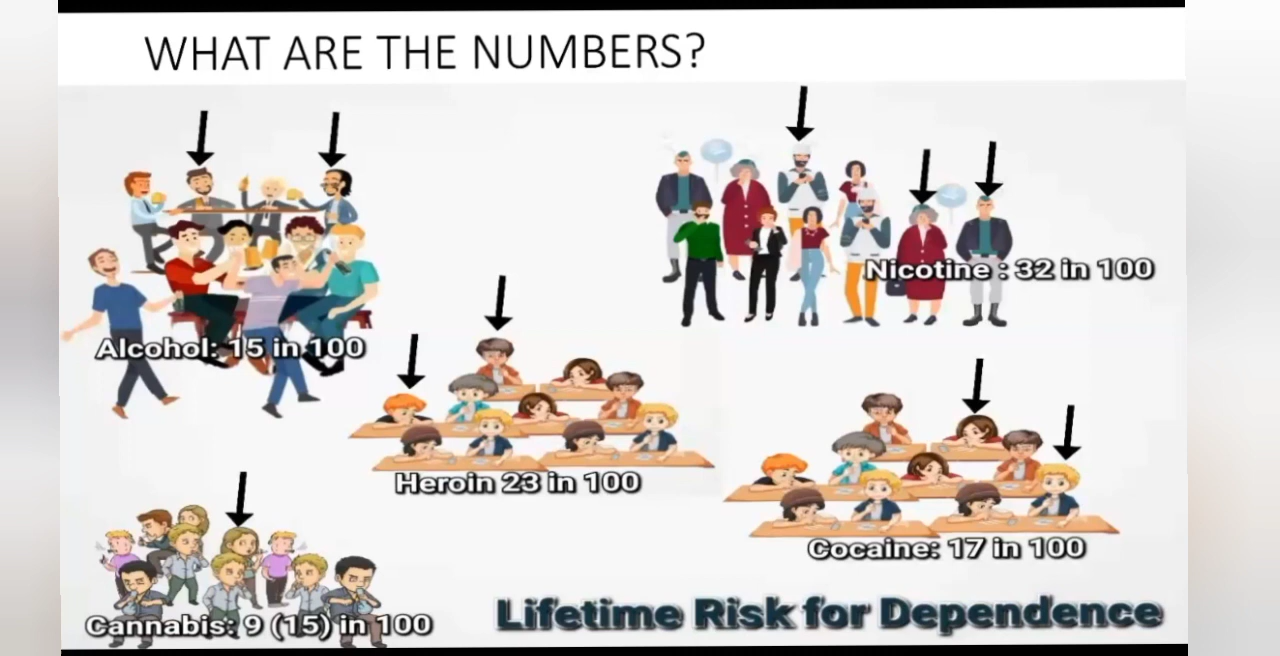 WHAT ARE THE NUMBERS?
Nicotine : 32 in 100
Alcohol: 15 in 100
Heroin 23 in 100
Cocaine: 17 in 100
Cannabis: 9 (15) in 100
Lifetime Risk for Dependence